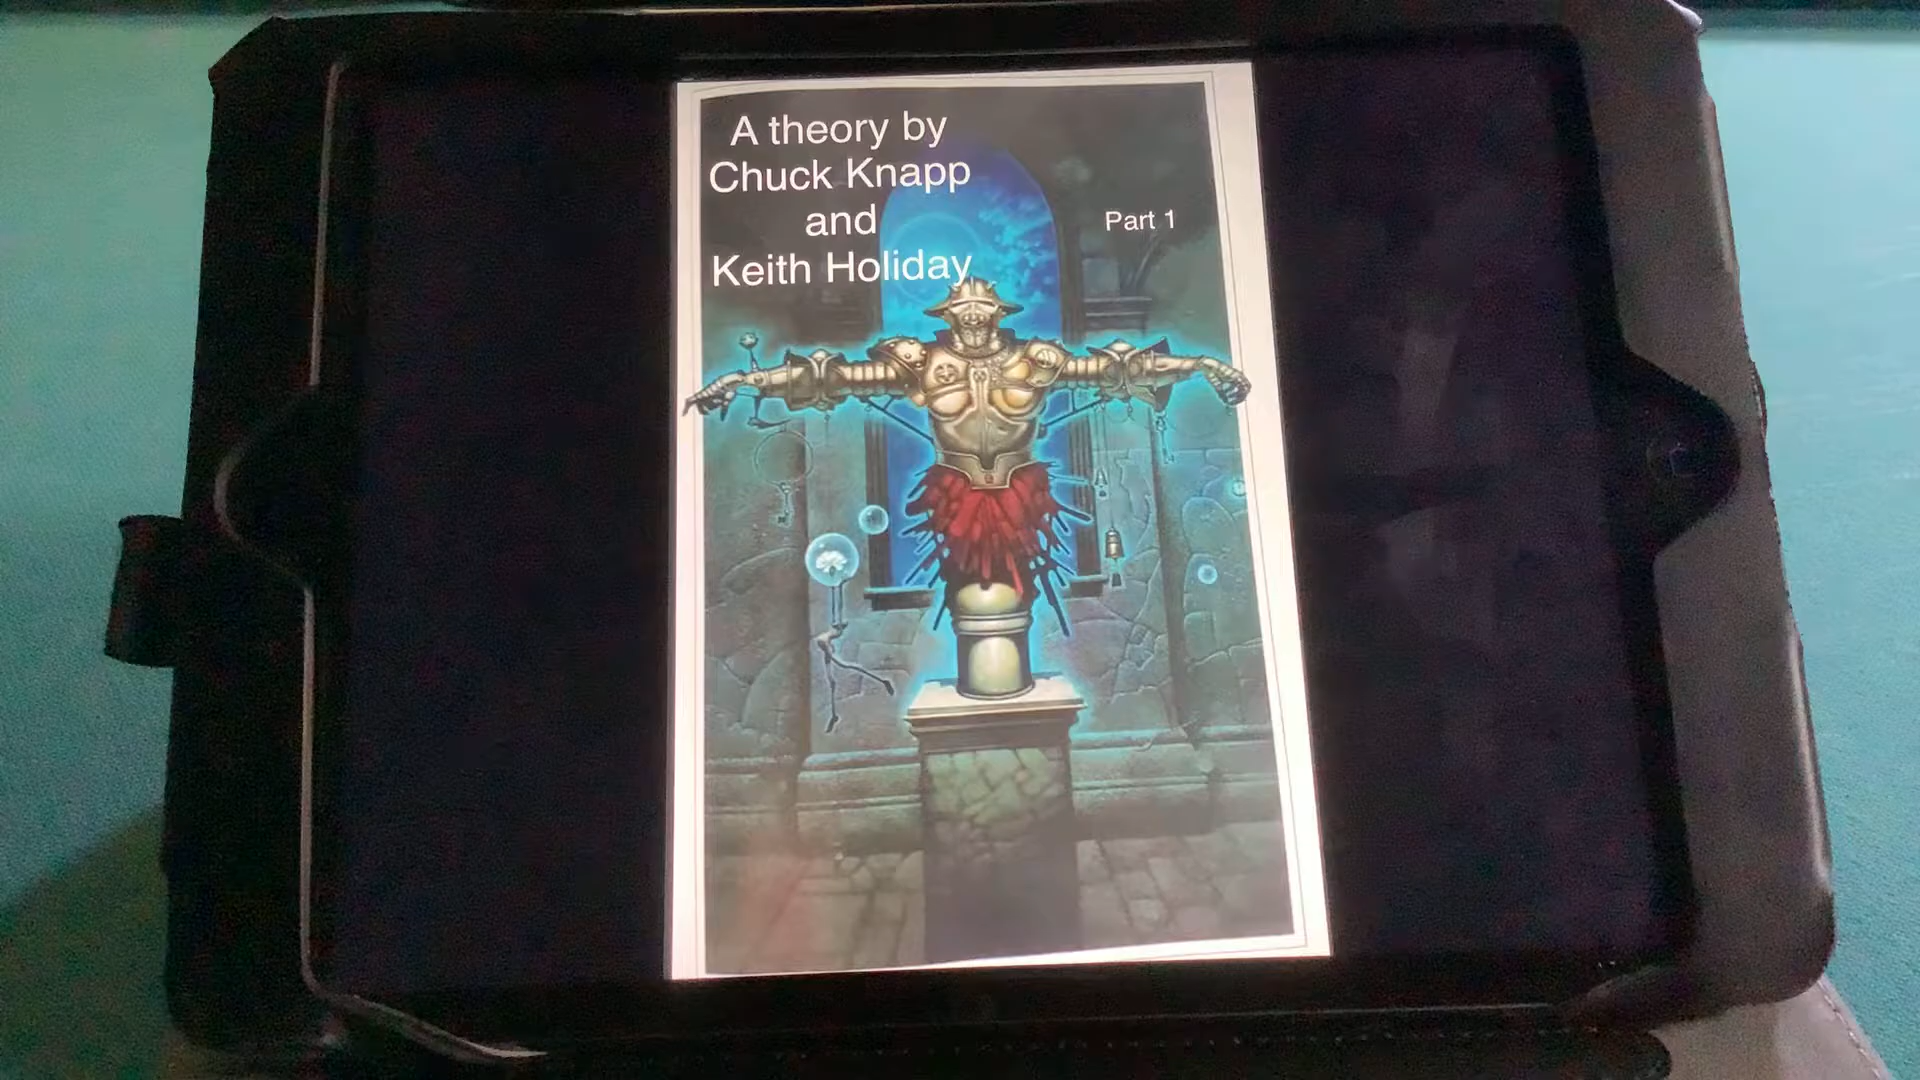 A theory by
Chuck Knapp
and
Keith Holiday
Part 1